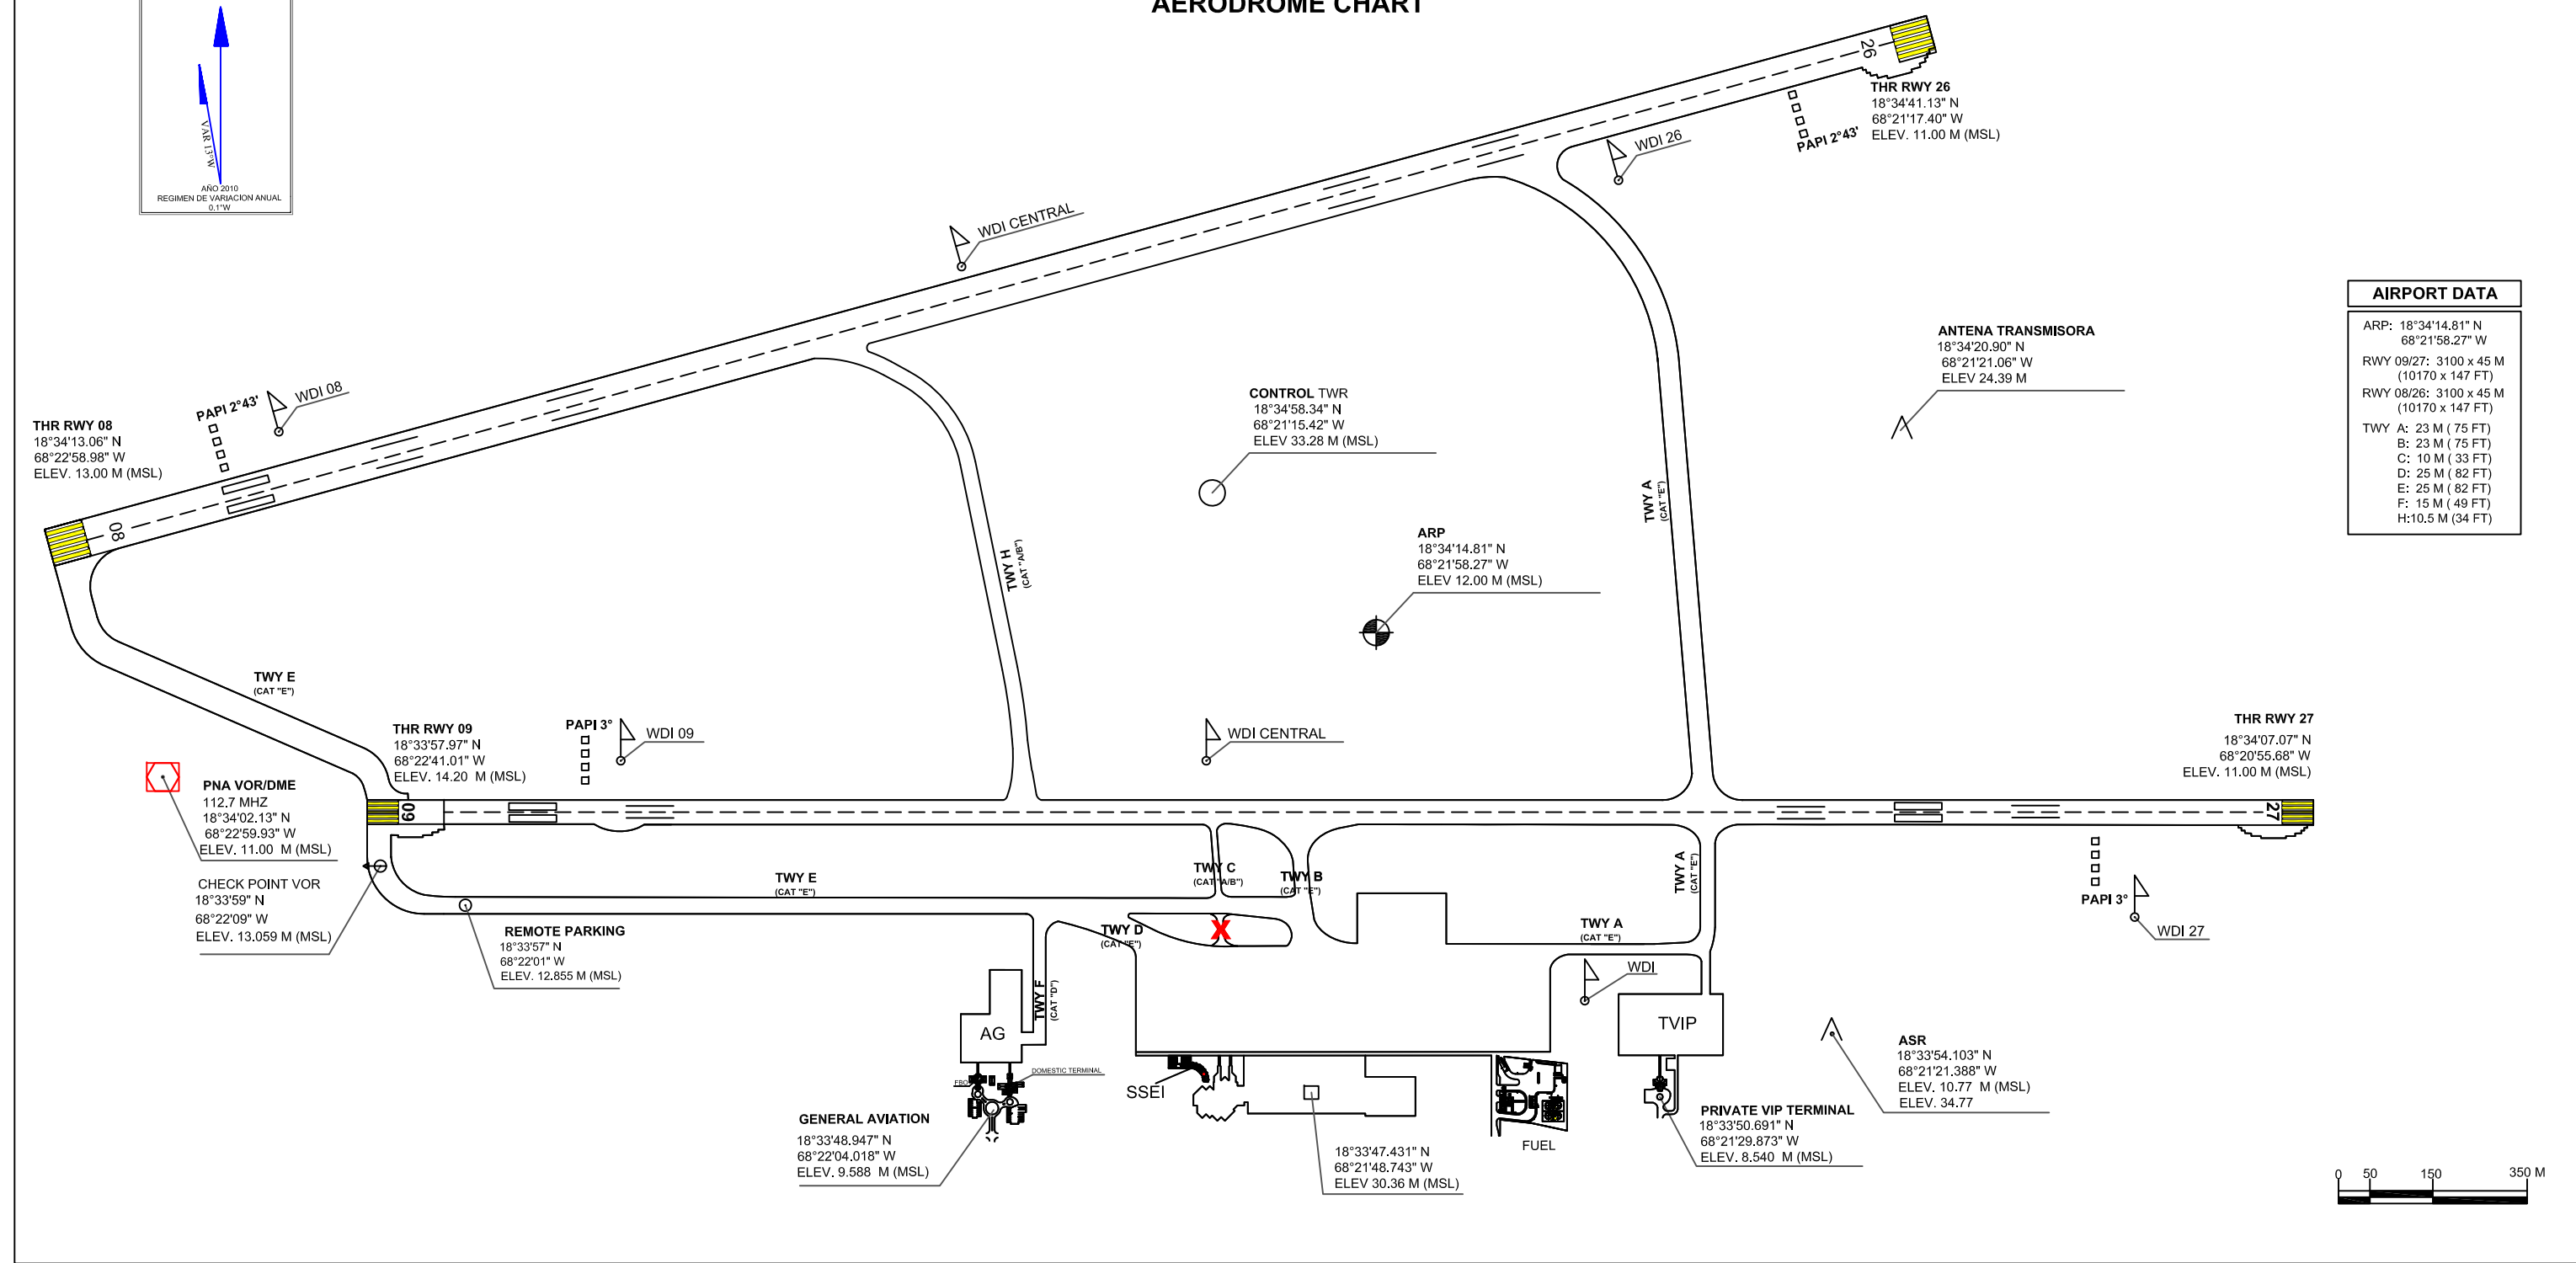 AERODROME CHART
VAR 13°W
AÑO 2010
REGIMEN DE VARIACION ANUAL
0.1°W
26
THR RWY 26
18°34'41.13" N
68°21'17.40" W
ELEV. 11.00 M (MSL)
PAPI 2°43'
WDI 26
WDI CENTRAL
AIRPORT DATA
ARP: 18°34'14.81" N
68°21'58.27" W
RWY 09/27: 3100 x 45 M
(10170 x 147 FT)
RWY 08/26: 3100 x 45 M
(10170 x 147 FT)
TWY A: 23 M ( 75 FT)
B: 23 M ( 75 FT)
C: 10 M ( 33 FT)
D: 25 M ( 82 FT)
E: 25 M ( 82 FT)
F: 15 M ( 49 FT)
H:10.5 M (34 FT)
ANTENA TRANSMISORA
18°34'20.90" N
68°21'21.06" W
ELEV 24.39 M
CONTROL TWR
18°34'58.34" N
68°21'15.42" W
ELEV 33.28 M (MSL)
WDI 08
PAPI 2°43'
THR RWY 08
18°34'13.06" N
68°22'58.98" W
ELEV. 13.00 M (MSL)
08
TWY A
(CAT "E")
TWY H
(CAT "A/B")
ARP
18°34'14.81" N
68°21'58.27" W
ELEV 12.00 M (MSL)
TWY E
(CAT "E")
THR RWY 09
18°33'57.97" N
68°22'41.01" W
ELEV. 14.20 M (MSL)
PAPI 3°
WDI 09
WDI CENTRAL
THR RWY 27
18°34'07.07" N
68°20'55.68" W
ELEV. 11.00 M (MSL)
PNA VOR/DME
112.7 MHZ
18°34'02.13" N
68°22'59.93" W
ELEV. 11.00 M (MSL)
09
27
CHECK POINT VOR
18°33'59" N
68°22'09" W
ELEV. 13.059 M (MSL)
TWY E
(CAT "E")
TWY C
(CAT "A/B")
TWY B
(CAT "E")
TWY A
(CAT "E")
PAPI 3°
WDI 27
REMOTE PARKING
18°33'57" N
68°22'01" W
ELEV. 12.855 M (MSL)
TWY D
(CAT "E")
X
TWY A
(CAT "E")
WDI
TWY F
(CAT "D")
AG
TVIP
FBO
DOMESTIC TERMINAL
SSEI
ASR
18°33'54.103" N
68°21'21.388" W
ELEV. 10.77 M (MSL)
ELEV. 34.77
GENERAL AVIATION
18°33'48.947" N
68°22'04.018" W
ELEV. 9.588 M (MSL)
18°33'47.431" N
68°21'48.743" W
ELEV 30.36 M (MSL)
FUEL
PRIVATE VIP TERMINAL
18°33'50.691" N
68°21'29.873" W
ELEV. 8.540 M (MSL)
0 50 150 350 M